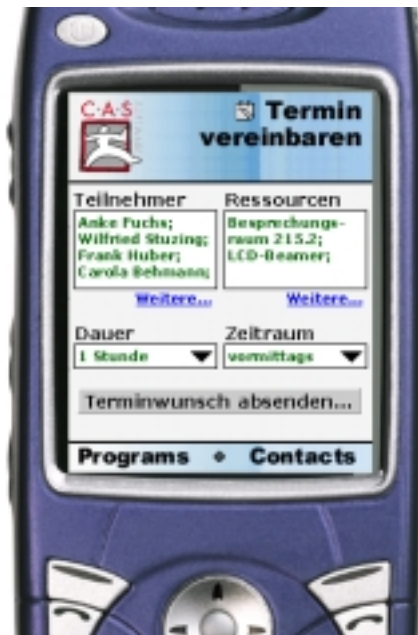 C·A·S
Termin
vereinbaren
Teilnehmer
Ressourcen
Anke Fuchs;
Wilfried Stuzing;
Frank Huber;
Carola Behmann;
Besprechungs-
raum 215.2;
LCD-Beamer;
Weitere...
Weitere...
Dauer
Zeitraum
1 Stunde
vormittags
Terminwunsch absenden...
Programs
Contacts